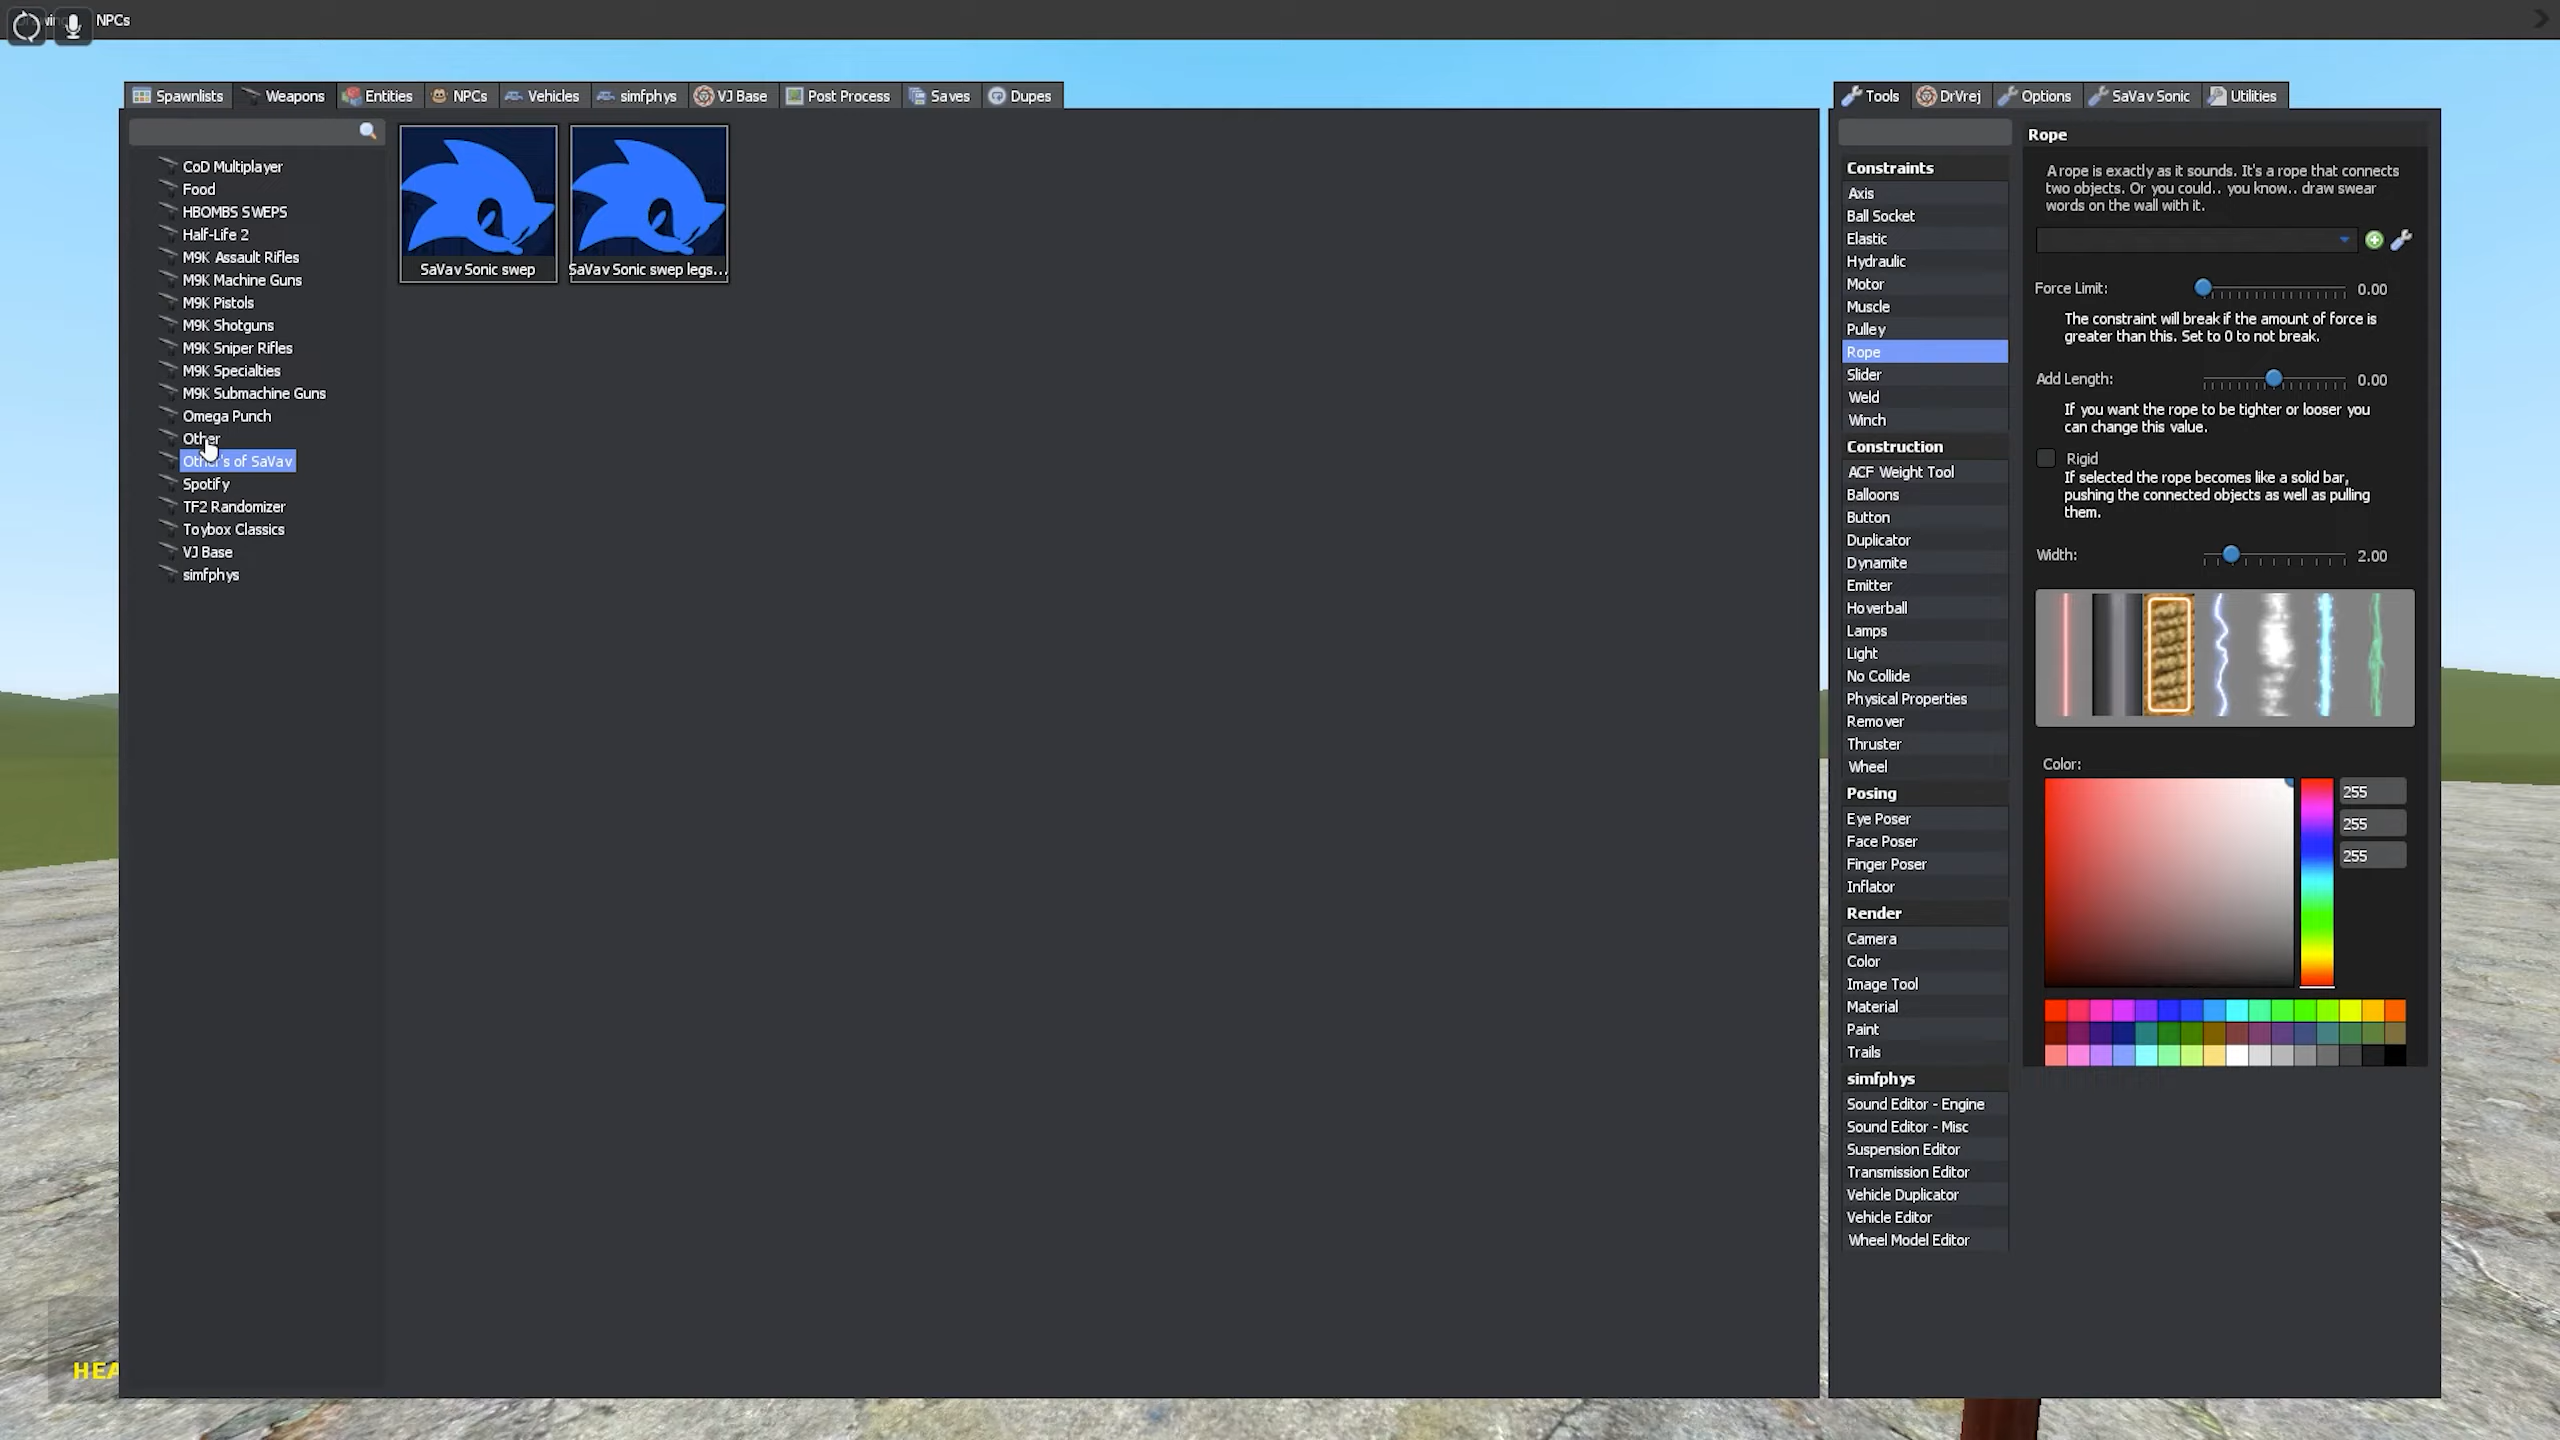 NPCs
Spawnlists
Weapons
Entities
NPCs
Vehicles
simfphys
VJ Base
Post Process
Saves
Dupes
CoD Multiplayer
Food
HBOMBS SWEPS
Half-Life 2
M9K Assault Rifles
M9K Machine Guns
M9K Pistols
M9K Shotguns
M9K Sniper Rifles
M9K Specialties
M9K Submachine Guns
Omega Punch
Other
Other's of SaVav
Spotify
TF2 Randomizer
Toybox Classics
VJ Base
simfphys
SaVav Sonic swep
SaVav Sonic swep legs...
Tools
DrVrej
Options
SaVav Sonic
Utilities
Constraints
Axis
Ball Socket
Elastic
Hydraulic
Motor
Muscle
Pulley
Rope
Slider
Weld
Winch
Construction
ACF Weight Tool
Balloons
Button
Duplicator
Dynamite
Emitter
Hoverball
Lamps
Light
No Collide
Physical Properties
Remover
Thruster
Wheel
Posing
Eye Poser
Face Poser
Finger Poser
Inflator
Render
Camera
Color
Image Tool
Material
Paint
Trails
simfphys
Sound Editor - Engine
Sound Editor - Misc
Suspension Editor
Transmission Editor
Vehicle Duplicator
Vehicle Editor
Wheel Model Editor
Rope
A rope is exactly as it sounds. It's a rope that connects
two objects. Or you could.. you know.. draw swear
words on the wall with it.
Force Limit: 0.00
The constraint will break if the amount of force is
greater than this. Set to 0 to not break.
Add Length: 0.00
If you want the rope to be tighter or looser you
can change this value.
Rigid
If selected the rope becomes like a solid bar,
pushing the connected objects as well as pulling
them.
Width: 2.00
Color:
255
255
255
HEA